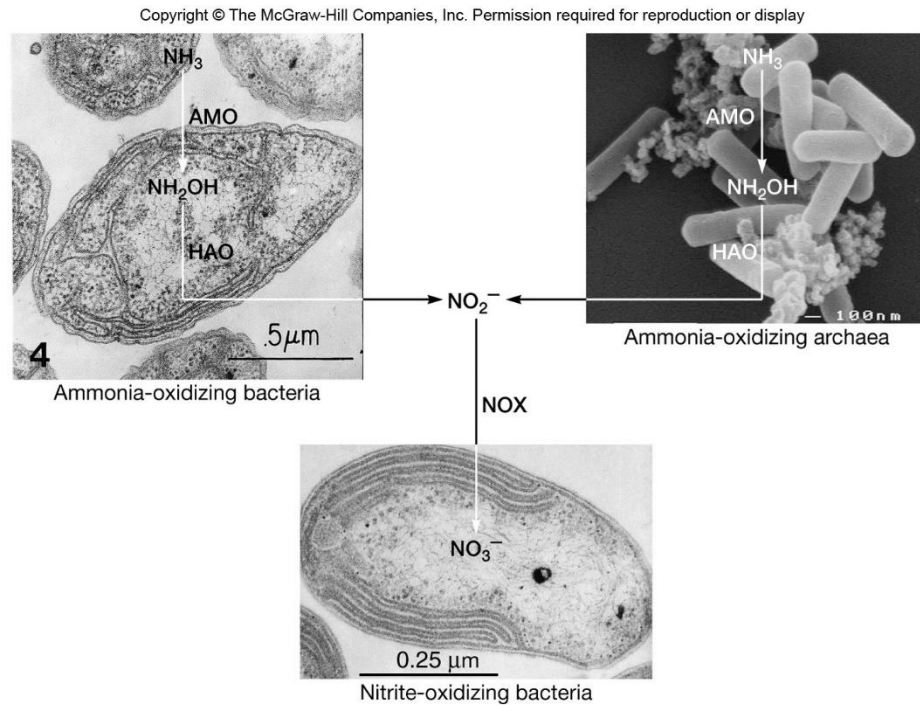 Copyright © The McGraw-Hill Companies, Inc. Permission required for reproduction or display
NH₃
AMO
NH₂OH
HAO
4
.5µm
Ammonia-oxidizing bacteria
NH₃
AMO
NH₂OH
HAO
100nm
Ammonia-oxidizing archaea
NO₂⁻
NOX
NO₃⁻
0.25 µm
Nitrite-oxidizing bacteria